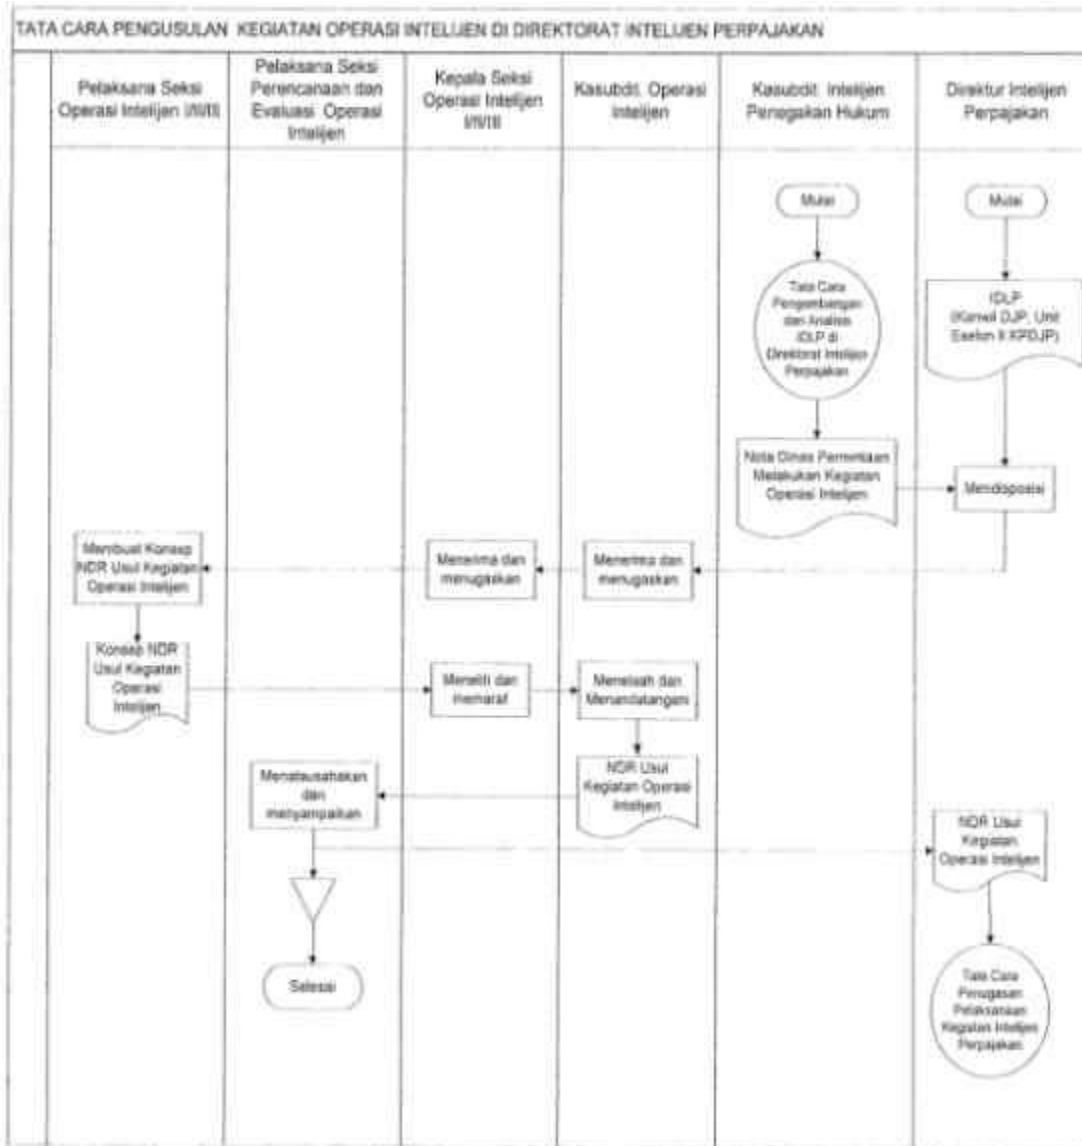 TATA CARA PENGUSULAN KEGIATAN OPERASI INTELIJEN DI DIREKTORAT INTELIJEN PERPAJAKAN
Pelaksana Seksi
Operasi Intelijen I/II/III
Pelaksana Seksi
Perencanaan dan
Evaluasi Operasi
Intelijen
Kepala Seksi
Operasi Intelijen
I/II/III
Kasubdit. Operasi
Intelijen
Kasubdit. Intelijen
Penegakan Hukum
Direktur Intelijen
Perpajakan
Mulai
Mulai
Tata Cara
Pengembangan
dan Analisis
IDLP di
Direktorat Intelijen
Perpajakan
IDLP
(Kanwil DJP, Unit
Eselon II KPDJP)
Nota Dinas Permintaan
Melakukan Kegiatan
Operasi Intelijen
Mendisposisi
Membuat Konsep
NDR Usul Kegiatan
Operasi Intelijen
Menerima dan
menugaskan
Menerima dan
menugaskan
Konsep NDR
Usul Kegiatan
Operasi
Intelijen
Meneliti dan
memaraf
Menelaah dan
Menandatangani
Menatausahakan
dan
menyampaikan
NDR Usul
Kegiatan Operasi
Intelijen
NDR Usul
Kegiatan
Operasi Intelijen
Selesai
Tata Cara
Penugasan
Pelaksanaan
Kegiatan Intelijen
Perpajakan